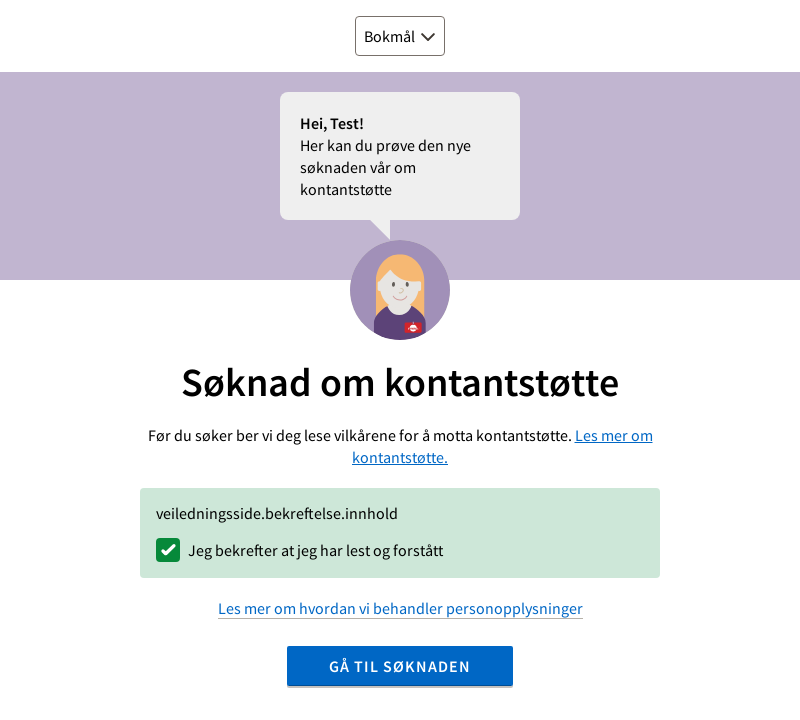 Bokmål
Hei, Test!
Her kan du prøve den nye
søknaden vår om
kontantstøtte
Søknad om kontantstøtte
Før du søker ber vi deg lese vilkårene for å motta kontantstøtte. Les mer om
kontantstøtte.
veiledningsside.bekreftelse.innhold
Jeg bekrefter at jeg har lest og forstått
Les mer om hvordan vi behandler personopplysninger
GÅ TIL SØKNADEN